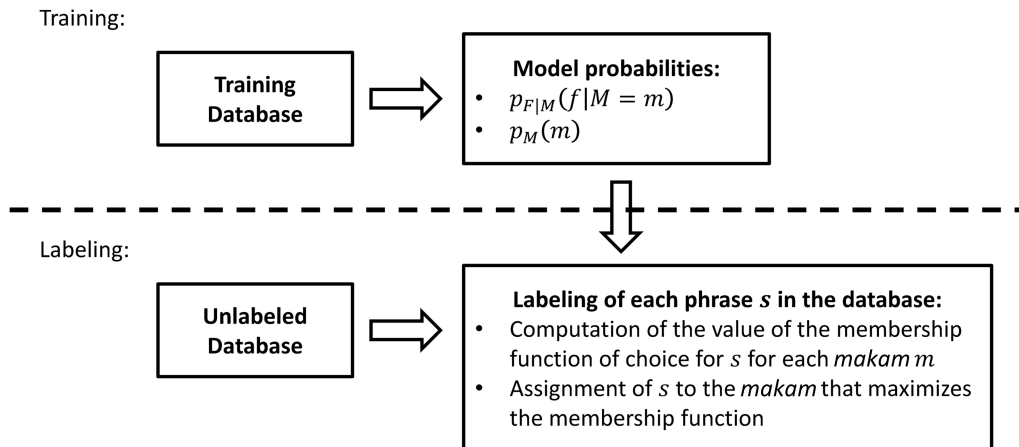 Training:
Training
Database
Model probabilities:
• p_{F|M}(f|M = m)
• p_M(m)
Labeling:
Unlabeled
Database
Labeling of each phrase s in the database:
• Computation of the value of the membership
function of choice for s for each makam m
• Assignment of s to the makam that maximizes
the membership function